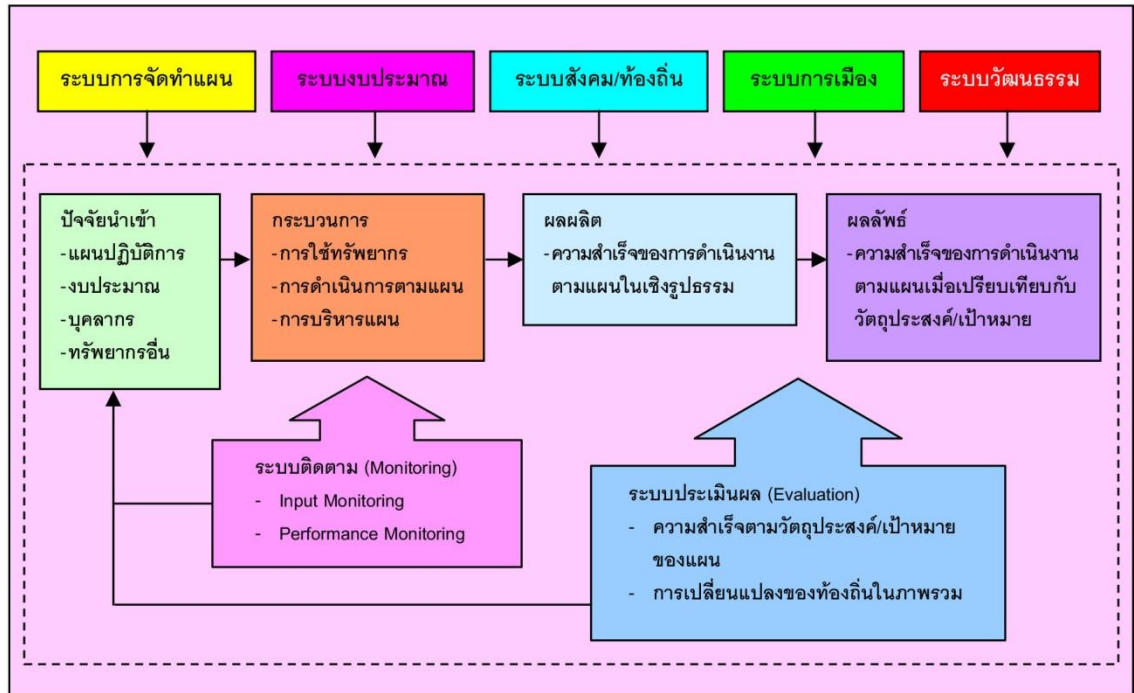 ระบบการจัดทำแผน
ระบบงบประมาณ
ระบบสังคม/ท้องถิ่น
ระบบการเมือง
ระบบวัฒนธรรม
ปัจจัยนำเข้า
-แผนปฏิบัติการ
-งบประมาณ
-บุคลากร
-ทรัพยากรอื่น
กระบวนการ
-การใช้ทรัพยากร
-การดำเนินการตามแผน
-การบริหารแผน
ผลผลิต
-ความสำเร็จของการดำเนินงาน
ตามแผนในเชิงรูปธรรม
ผลลัพธ์
-ความสำเร็จของการดำเนินงาน
ตามแผนเมื่อเปรียบเทียบกับ
วัตถุประสงค์/เป้าหมาย
ระบบติดตาม (Monitoring)
- Input Monitoring
- Performance Monitoring
ระบบประเมินผล (Evaluation)
- ความสำเร็จตามวัตถุประสงค์/เป้าหมาย
ของแผน
- การเปลี่ยนแปลงของท้องถิ่นในภาพรวม